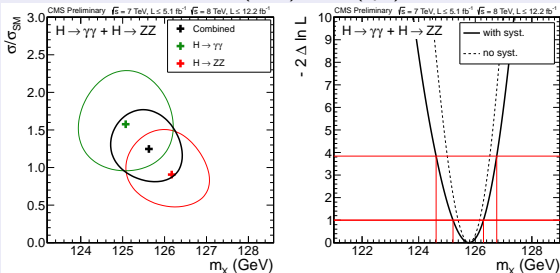 CMS Preliminary √s = 7 TeV, L ≤ 5.1 fb⁻¹ √s = 8 TeV, L ≤ 12.2 fb⁻¹
H → γγ + H → ZZ
Combined
H → γγ
H → ZZ
σ/σSM
3.0
2.5
2.0
1.5
1.0
0.5
0.0
124 125 126 127 128
mX (GeV)
CMS Preliminary √s = 7 TeV, L ≤ 5.1 fb⁻¹ √s = 8 TeV, L ≤ 12.2 fb⁻¹
H → γγ + H → ZZ
with syst.
no syst.
- 2 Δ ln L
10
9
8
7
6
5
4
3
2
1
0
122 124 126 128
mX (GeV)